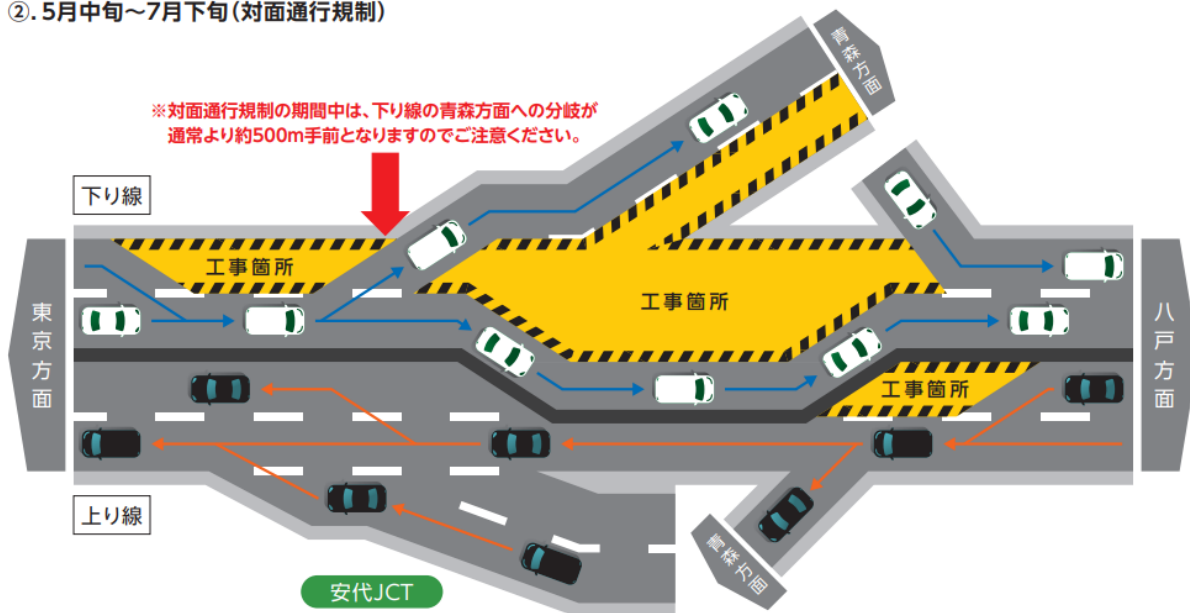 ②. 5月中旬～7月下旬(対面通行規制)
※対面通行規制の期間中は、下り線の青森方面への分岐が
通常より約500m手前となりますのでご注意ください。
青森方面
下り線
工事箇所
工事箇所
東京方面
八戸方面
工事箇所
上り線
青森方面
安代JCT